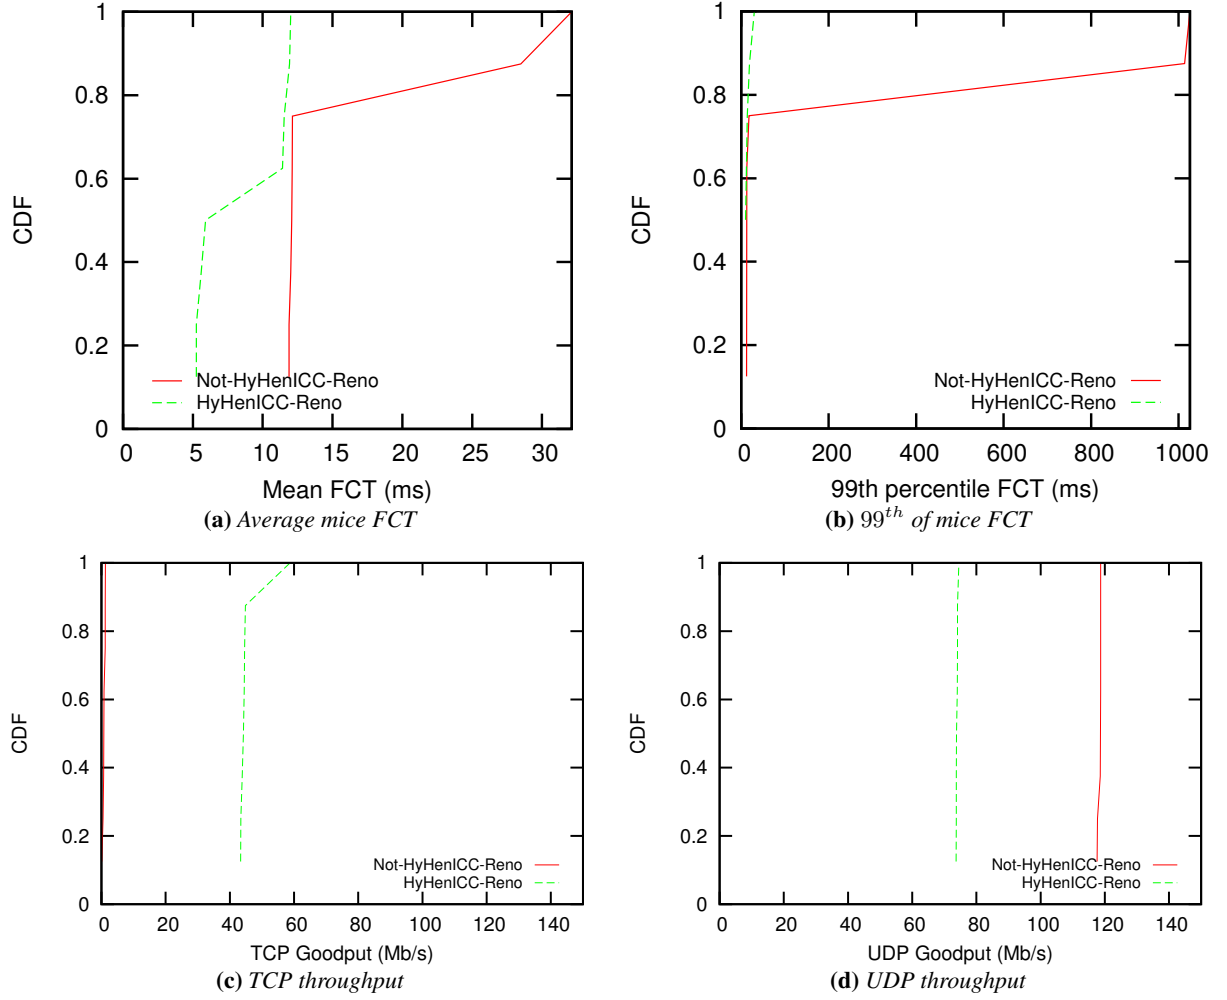 1
0.8
0.6
0.4
0.2
0
CDF
Not-HyHenICC-Reno
HyHenICC-Reno
0 5 10 15 20 25 30
Mean FCT (ms)
(a) Average mice FCT
1
0.8
0.6
0.4
0.2
0
CDF
Not-HyHenICC-Reno
HyHenICC-Reno
0 200 400 600 800 1000
99th percentile FCT (ms)
(b) 99th of mice FCT
1
0.8
0.6
0.4
0.2
0
CDF
Not-HyHenICC-Reno
HyHenICC-Reno
0 20 40 60 80 100 120 140
TCP Goodput (Mb/s)
(c) TCP throughput
1
0.8
0.6
0.4
0.2
0
CDF
Not-HyHenICC-Reno
HyHenICC-Reno
0 20 40 60 80 100 120 140
UDP Goodput (Mb/s)
(d) UDP throughput